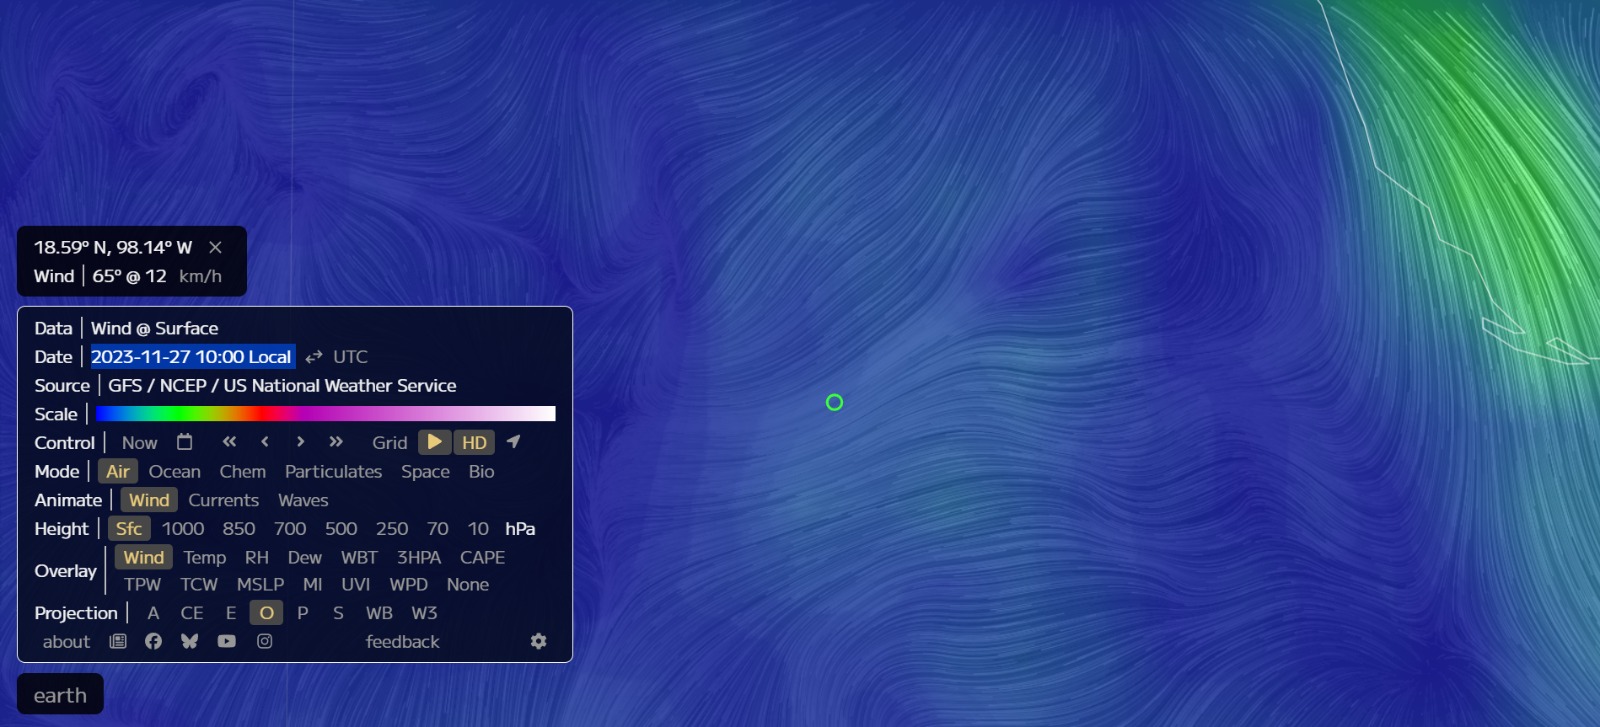 18.59° N, 98.14° W ×
Wind | 65° @ 12 km/h
Data | Wind @ Surface
Date | 2023-11-27 10:00 Local ⇄ UTC
Source | GFS / NCEP / US National Weather Service
Scale |
Control | Now « ‹ › » Grid HD
Mode | Air Ocean Chem Particulates Space Bio
Animate | Wind Currents Waves
Height | Sfc 1000 850 700 500 250 70 10 hPa
Overlay | Wind Temp RH Dew WBT 3HPA CAPE
TPW TCW MSLP MI UVI WPD None
Projection | A CE E O P S WB W3
about feedback
earth